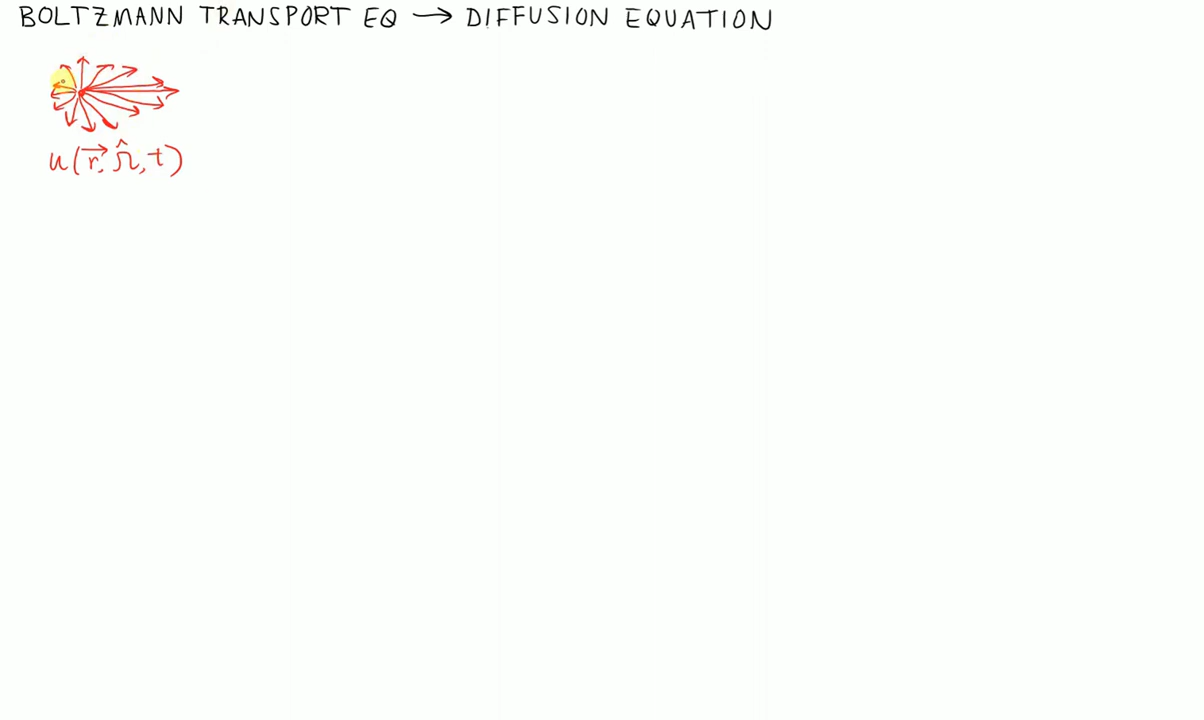 BOLTZMANN TRANSPORT EQ → DIFFUSION EQUATION
u(r⃗, Ω̂, t)